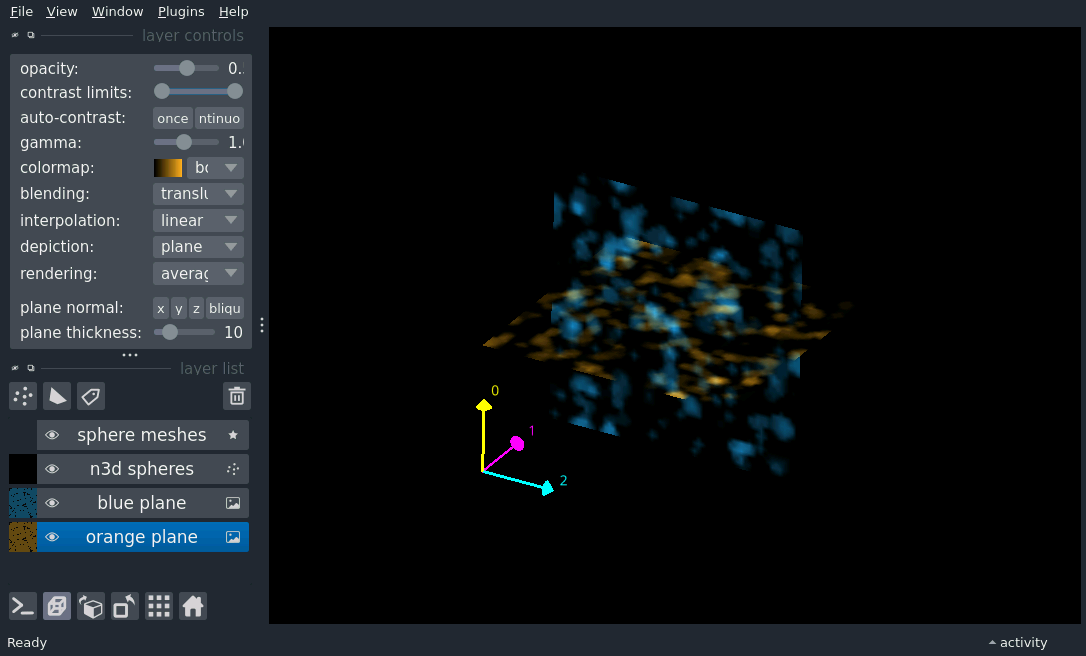 File View Window Plugins Help
layer controls
opacity: 0.
contrast limits:
auto-contrast: once ntinuo
gamma: 1.
colormap:
blending: translu
interpolation: linear
depiction: plane
rendering: averag
plane normal: x y z bliqu
plane thickness: 10
layer list
sphere meshes
n3d spheres
blue plane
orange plane
0
1
2
Ready
activity